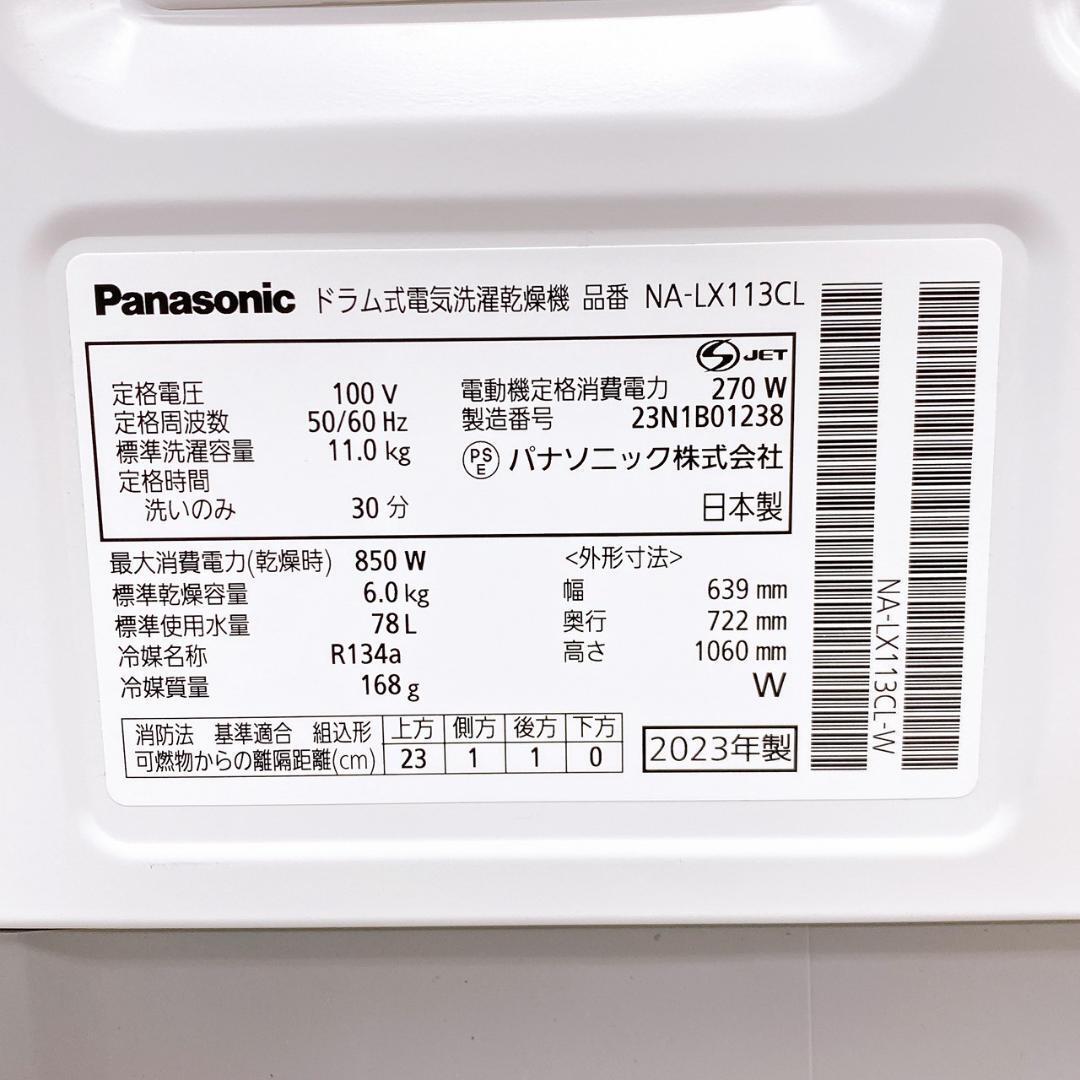 Panasonic ドラム式電気洗濯乾燥機 品番 NA-LX113CL
JET
定格電圧 100 V
定格周波数 50/60 Hz
標準洗濯容量 11.0 kg
定格時間
洗いのみ 30 分
電動機定格消費電力 270 W
製造番号 23N1B01238
PS E パナソニック株式会社
日本製
最大消費電力(乾燥時) 850 W
標準乾燥容量 6.0 kg
標準使用水量 78 L
冷媒名称 R134a
冷媒質量 168 g
<外形寸法>
幅 639 mm
奥行 722 mm
高さ 1060 mm
W
消防法 基準適合 組込形 上方 側方 後方 下方
可燃物からの離隔距離(cm) 23 1 1 0
2023年製
NA-LX113CL-W